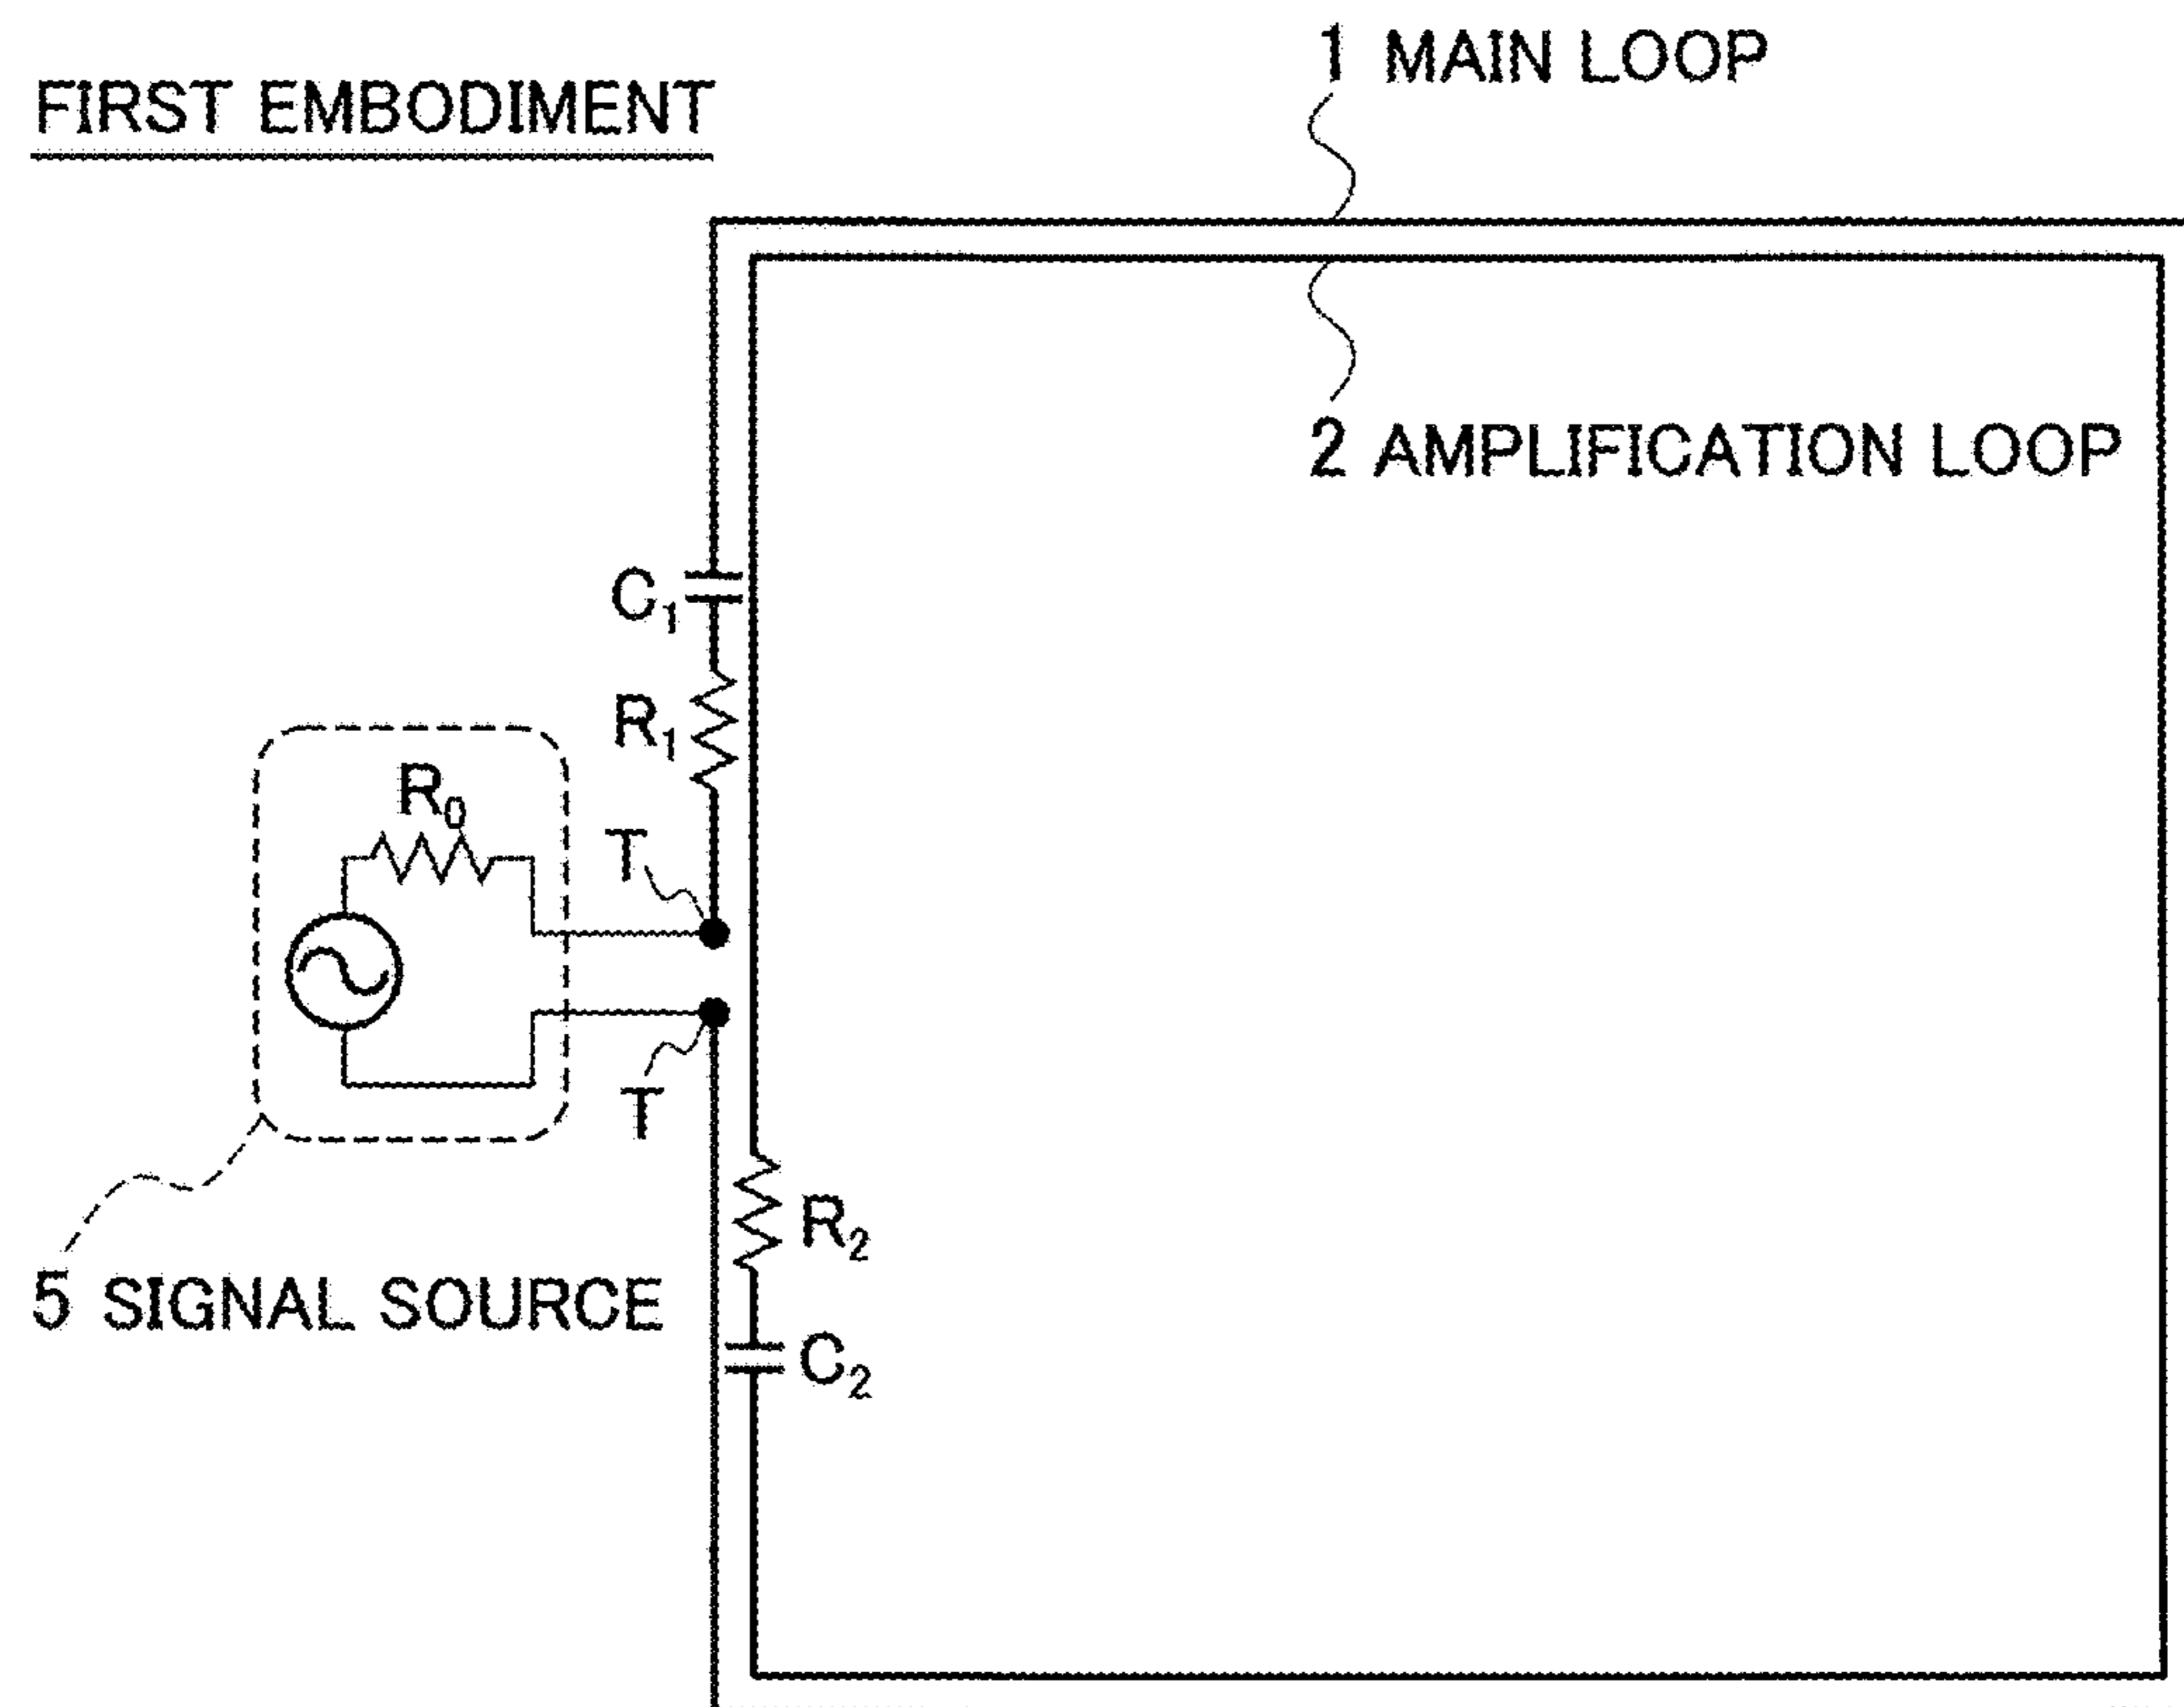 1 MAIN LOOP
FIRST EMBODIMENT
2 AMPLIFICATION LOOP
C₁
R₁
R₀
T
T
R₂
5 SIGNAL SOURCE
C₂